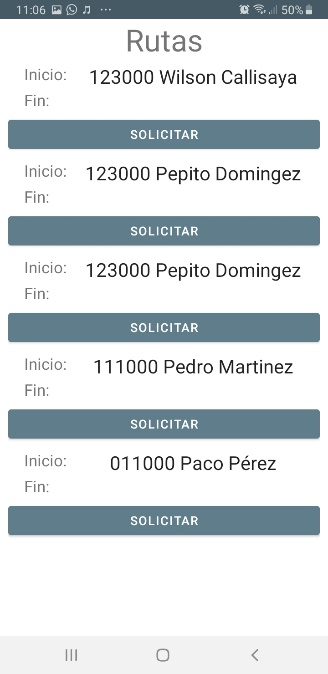 11:06 50%
Rutas
Inicio: 123000 Wilson Callisaya
Fin:
SOLICITAR
Inicio: 123000 Pepito Domingez
Fin:
SOLICITAR
Inicio: 123000 Pepito Domingez
Fin:
SOLICITAR
Inicio: 111000 Pedro Martinez
Fin:
SOLICITAR
Inicio: 011000 Paco Pérez
Fin:
SOLICITAR